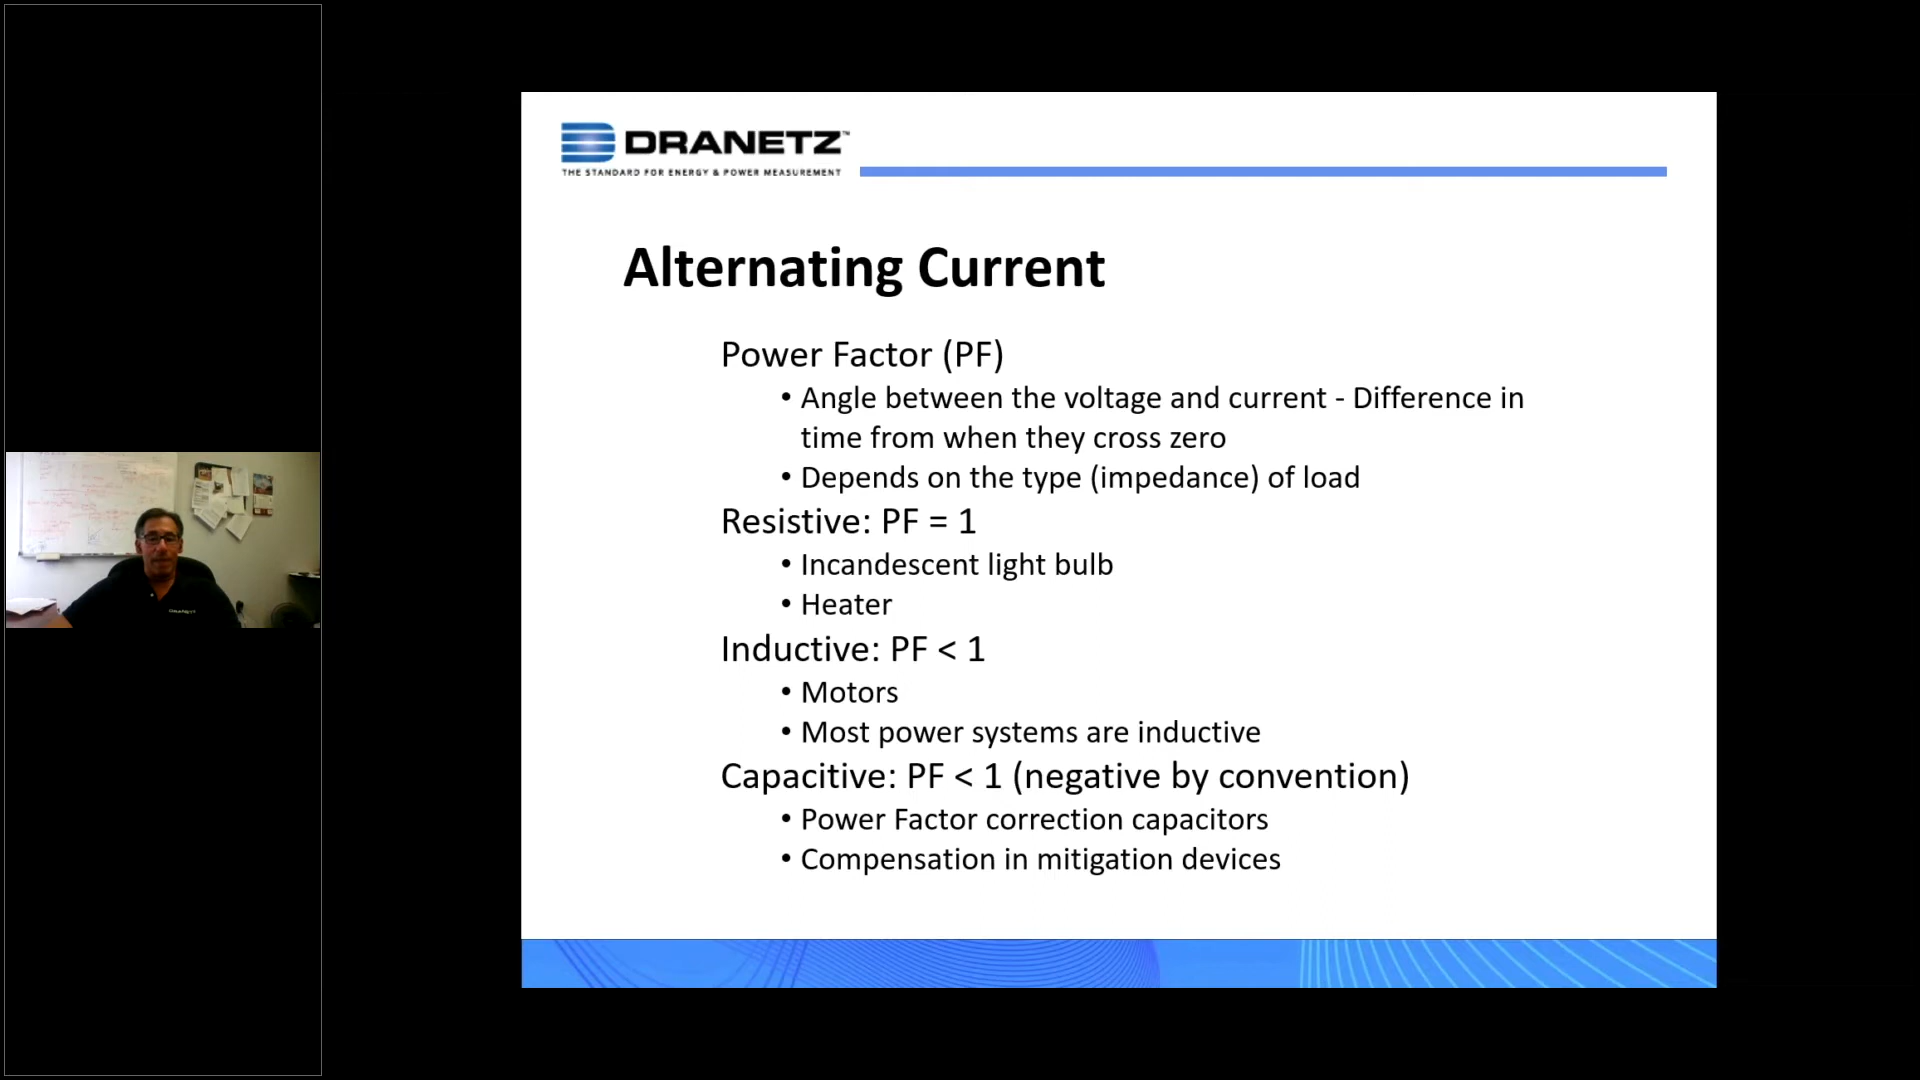 DRANETZ™
THE STANDARD FOR ENERGY & POWER MEASUREMENT
Alternating Current
Power Factor (PF)
• Angle between the voltage and current - Difference in
time from when they cross zero
• Depends on the type (impedance) of load
Resistive: PF = 1
• Incandescent light bulb
• Heater
Inductive: PF < 1
• Motors
• Most power systems are inductive
Capacitive: PF < 1 (negative by convention)
• Power Factor correction capacitors
• Compensation in mitigation devices
DRANETZ